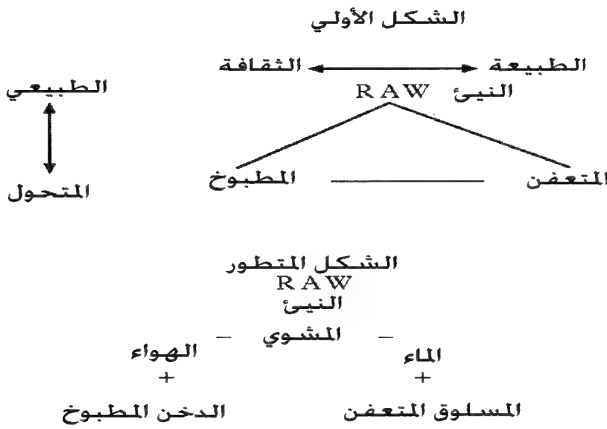 الشكل الأولي
الطبيعة الثقافة
الطبيعي
النيئ RAW
المتعفن المطبوخ
المتحول
الشكل المتطور
RAW
النيئ
– المشوي –
الماء الهواء
+ +
المسلوق المتعفن الدخن المطبوخ